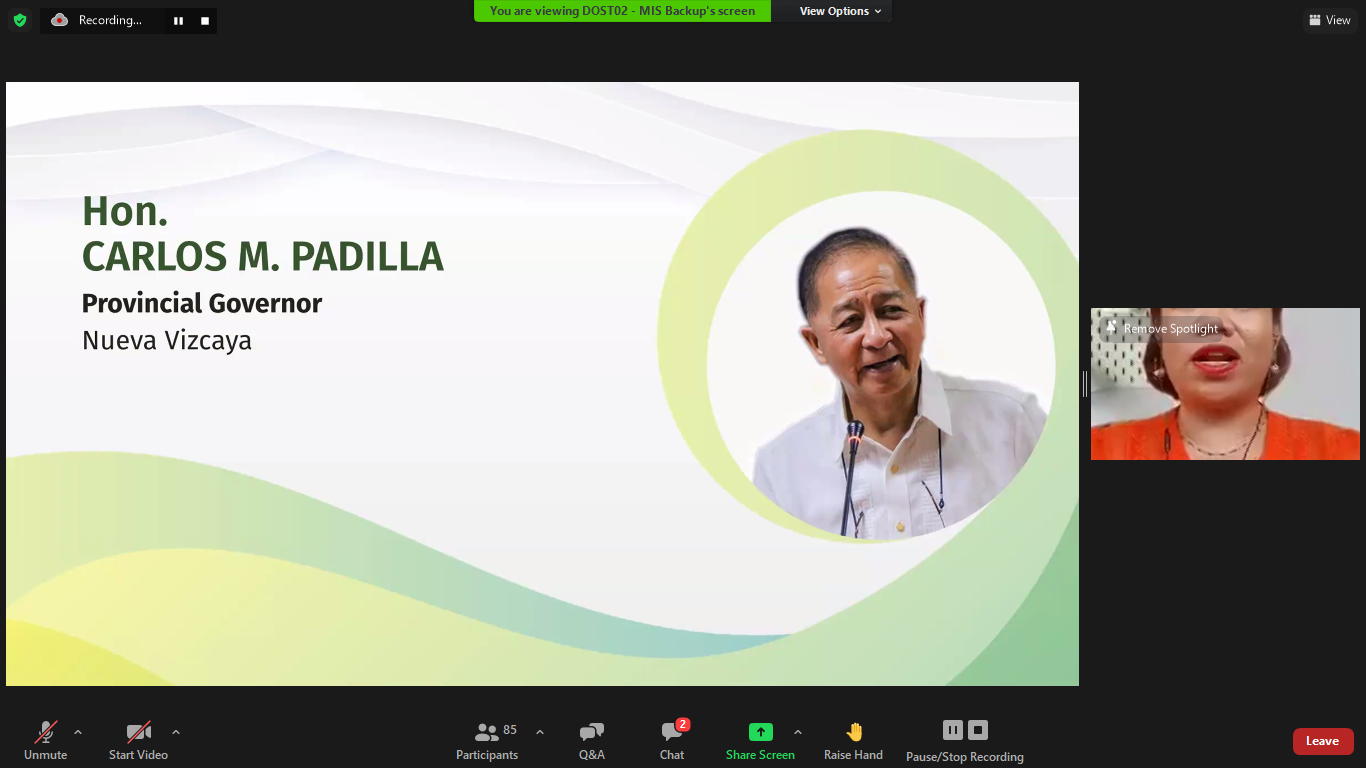 Recording...
You are viewing DOST02 - MIS Backup's screen
View Options
View
Hon.
CARLOS M. PADILLA
Provincial Governor
Nueva Vizcaya
Remove Spotlight
Unmute
Start Video
85
Participants
Q&A
2
Chat
Share Screen
Raise Hand
Pause/Stop Recording
Leave